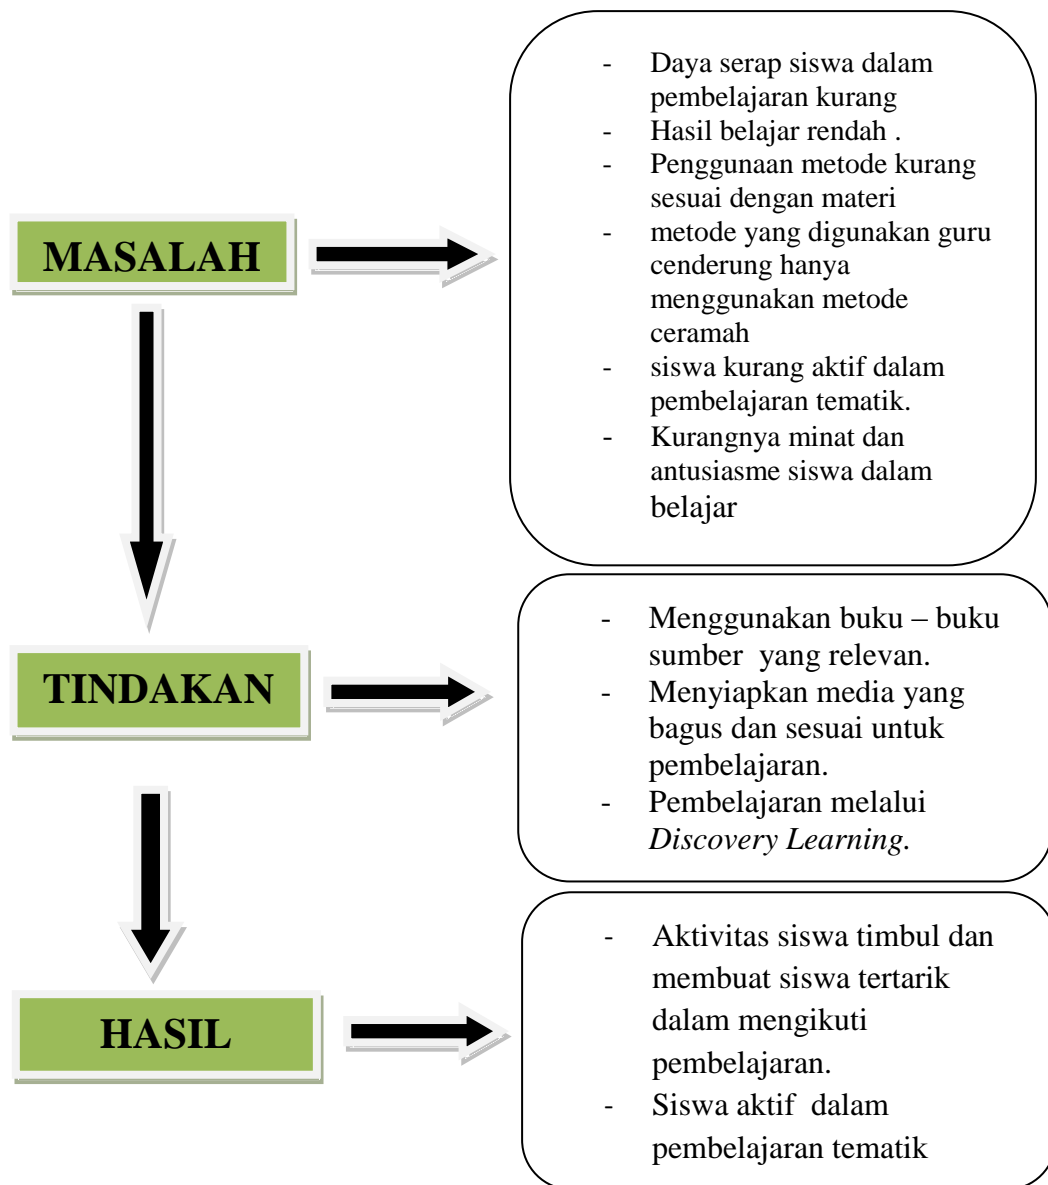 MASALAH
- Daya serap siswa dalam
pembelajaran kurang
- Hasil belajar rendah .
- Penggunaan metode kurang
sesuai dengan materi
- metode yang digunakan guru
cenderung hanya
menggunakan metode
ceramah
- siswa kurang aktif dalam
pembelajaran tematik.
- Kurangnya minat dan
antusiasme siswa dalam
belajar
TINDAKAN
- Menggunakan buku – buku
sumber yang relevan.
- Menyiapkan media yang
bagus dan sesuai untuk
pembelajaran.
- Pembelajaran melalui
Discovery Learning.
HASIL
- Aktivitas siswa timbul dan
membuat siswa tertarik
dalam mengikuti
pembelajaran.
- Siswa aktif dalam
pembelajaran tematik